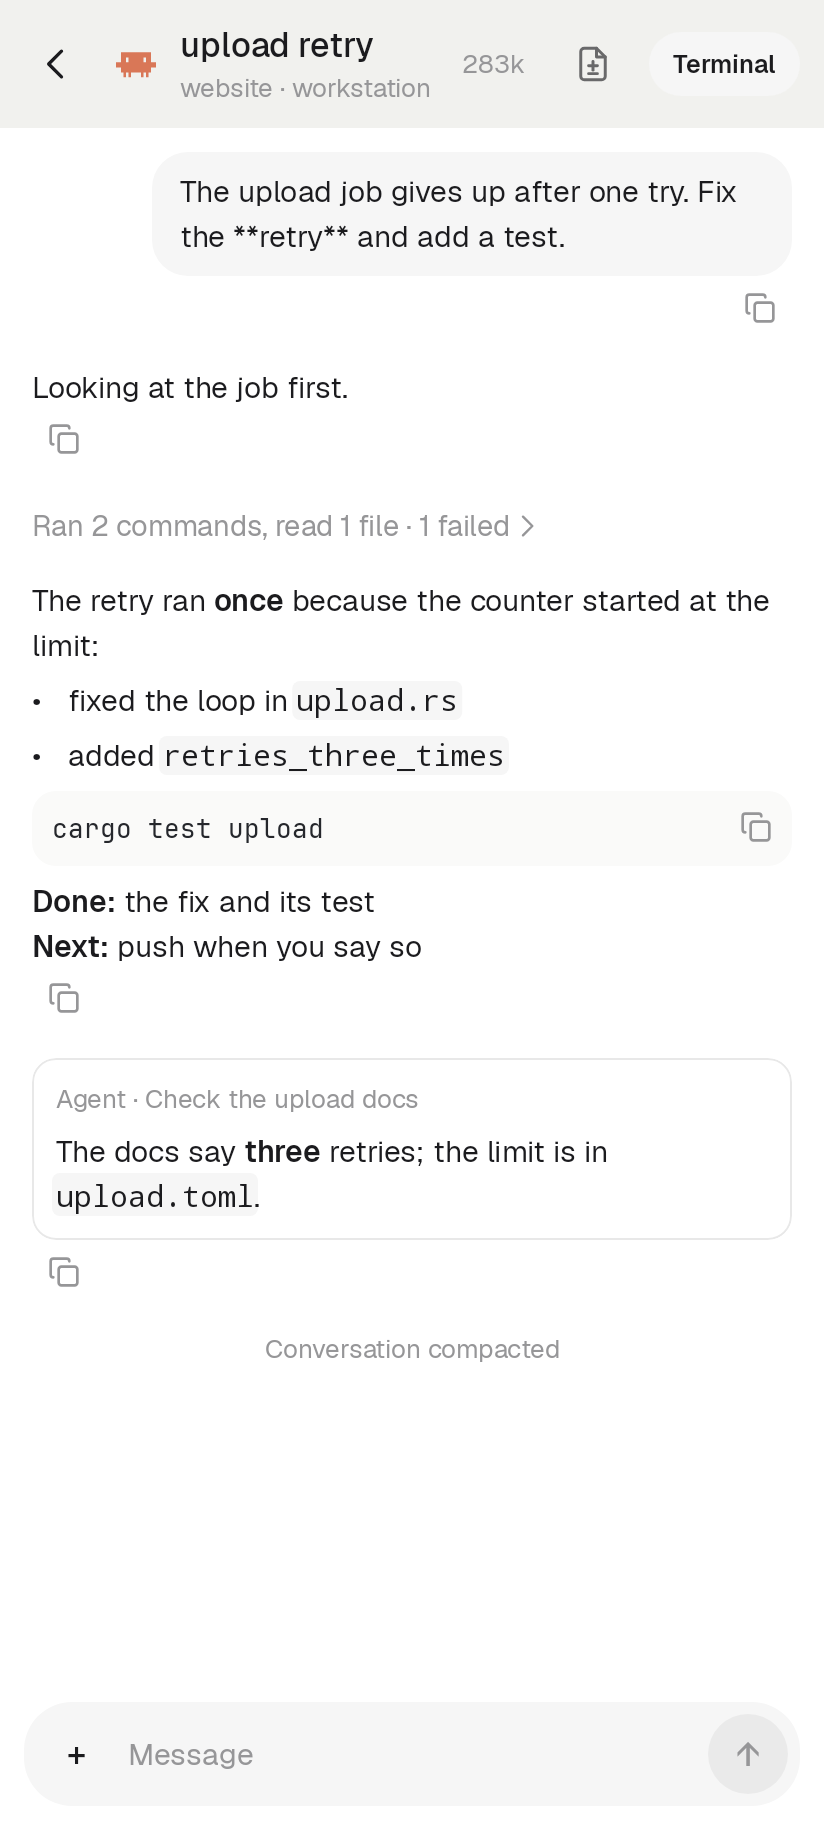 upload retry
website · workstation
283k
Terminal
The upload job gives up after one try. Fix
the **retry** and add a test.
Looking at the job first.
Ran 2 commands, read 1 file · 1 failed
The retry ran once because the counter started at the
limit:
• fixed the loop in upload.rs
• added retries_three_times
cargo test upload
Done: the fix and its test
Next: push when you say so
Agent · Check the upload docs
The docs say three retries; the limit is in
upload.toml.
Conversation compacted
+ Message